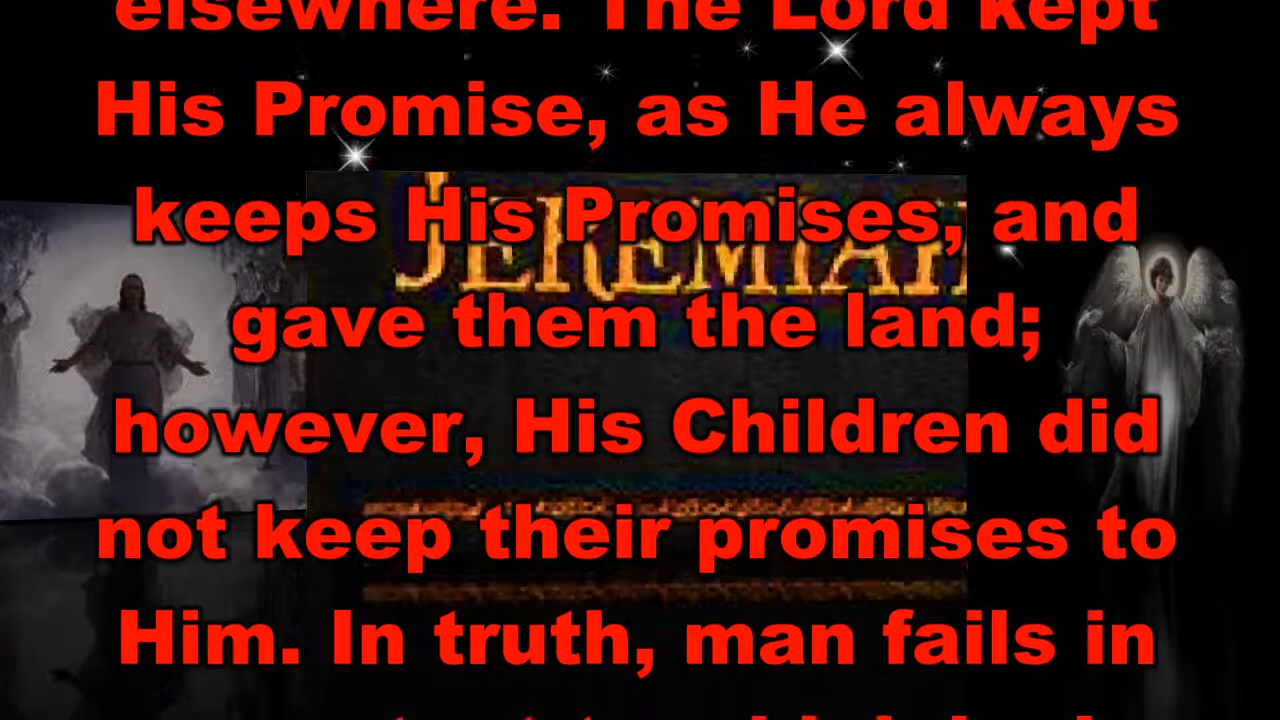 elsewhere. The Lord kept
His Promise, as He always
keeps His Promises, and
JEREMIAH
gave them the land;
however, His Children did
not keep their promises to
Him. In truth, man fails in